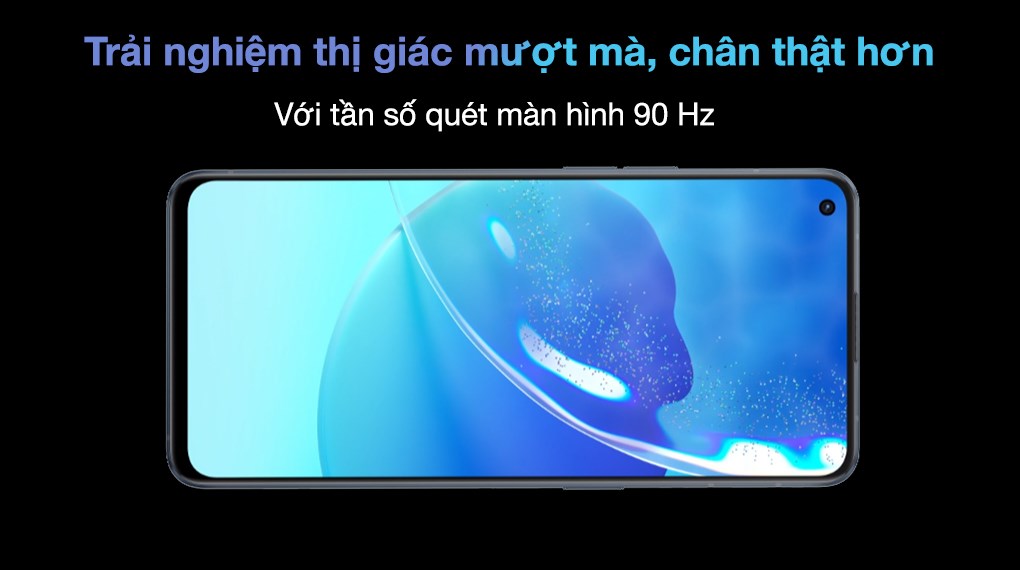 Trải nghiệm thị giác mượt mà, chân thật hơn
Với tần số quét màn hình 90 Hz